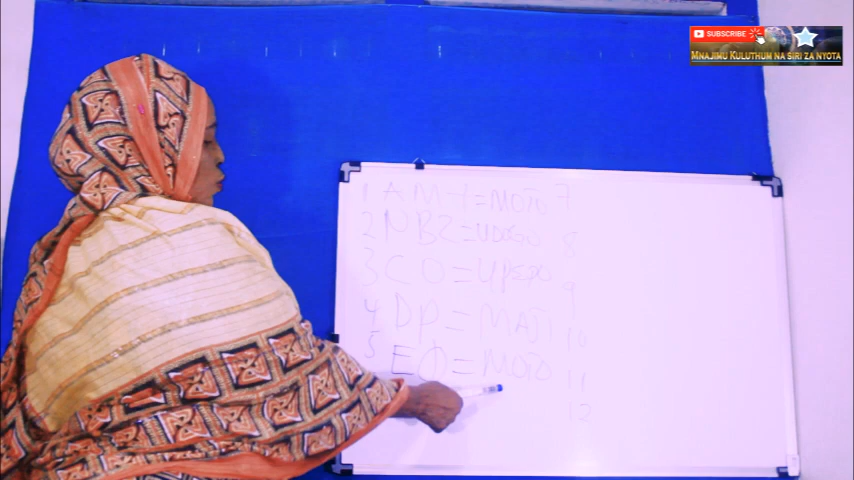 SUBSCRIBE
MNAJIMU KULUTHUM NA SIRI ZA NYOTA
1 A M Y = MOTO 7
2 N B Z = UDOGO 8
3 C O = UPEPO 9
4 D P = MAJI 10
5 E Q = MOTO 11
12